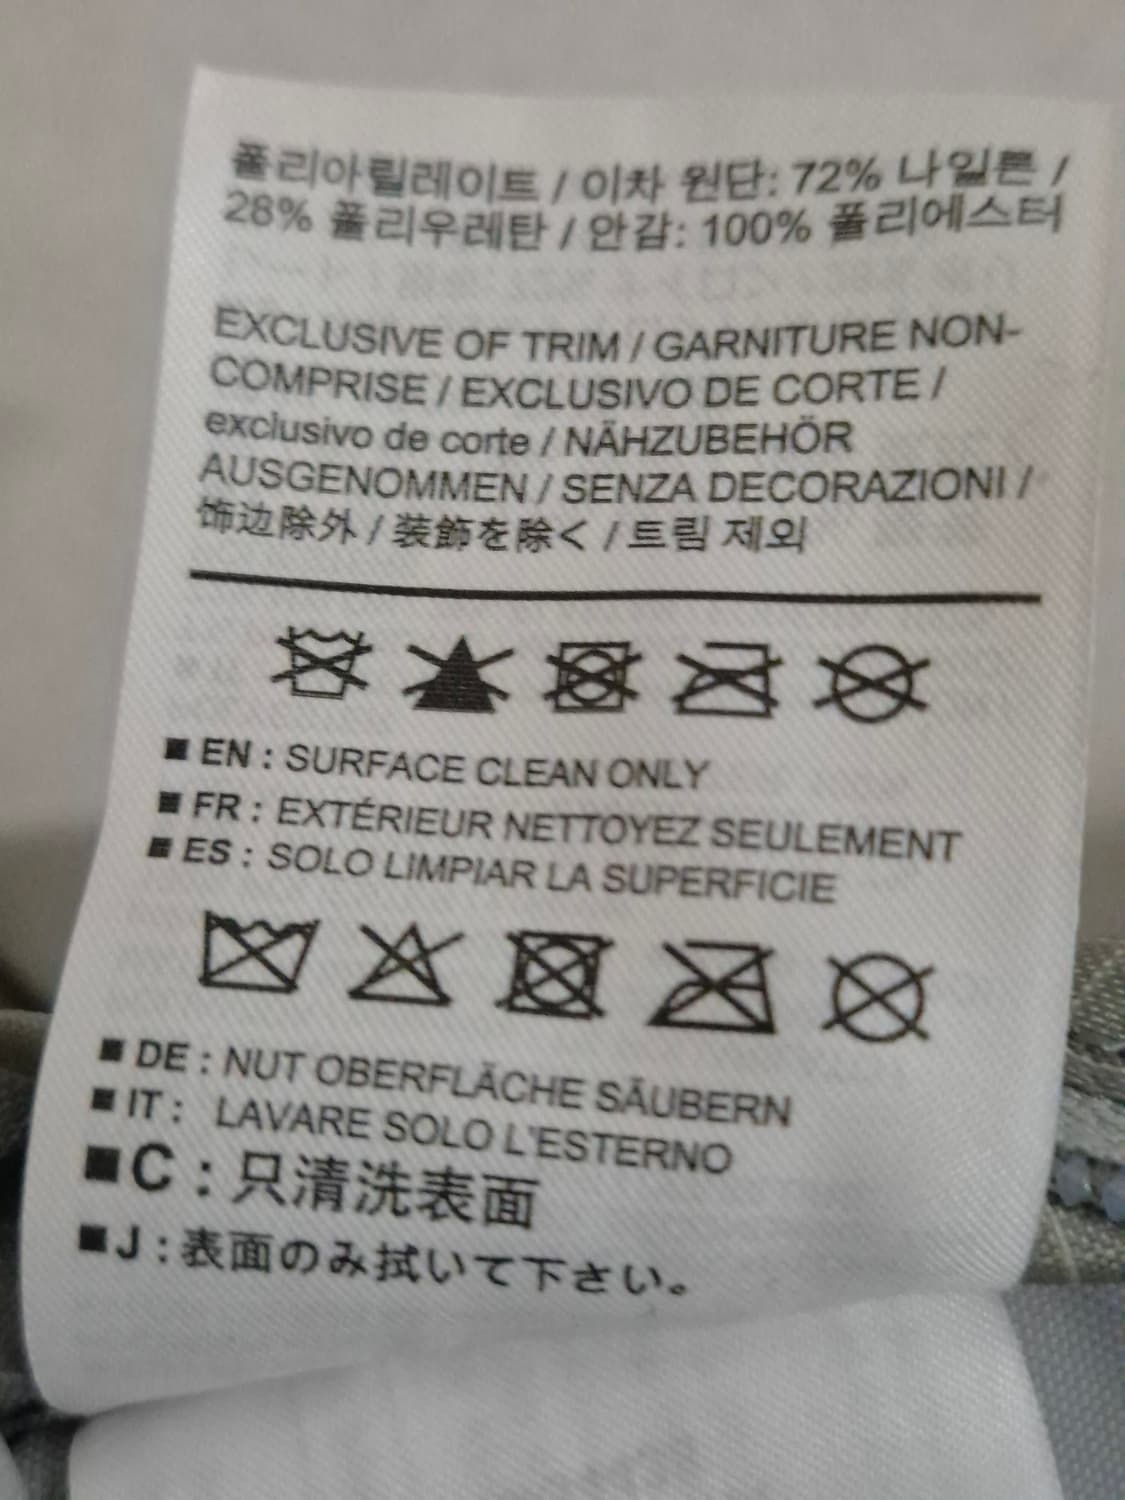 폴리아릴레이트 / 이차 원단: 72% 나일론 /
28% 폴리우레탄 / 안감: 100% 폴리에스터
EXCLUSIVE OF TRIM / GARNITURE NON-
COMPRISE / EXCLUSIVO DE CORTE /
exclusivo de corte / NÄHZUBEHÖR
AUSGENOMMEN / SENZA DECORAZIONI /
饰边除外 / 装飾を除く / 트림 제외
■ EN : SURFACE CLEAN ONLY
■ FR : EXTÉRIEUR NETTOYEZ SEULEMENT
■ ES : SOLO LIMPIAR LA SUPERFICIE
■ DE : NUT OBERFLÄCHE SÄUBERN
■ IT : LAVARE SOLO L'ESTERNO
■ C : 只清洗表面
■ J : 表面のみ拭いて下さい。